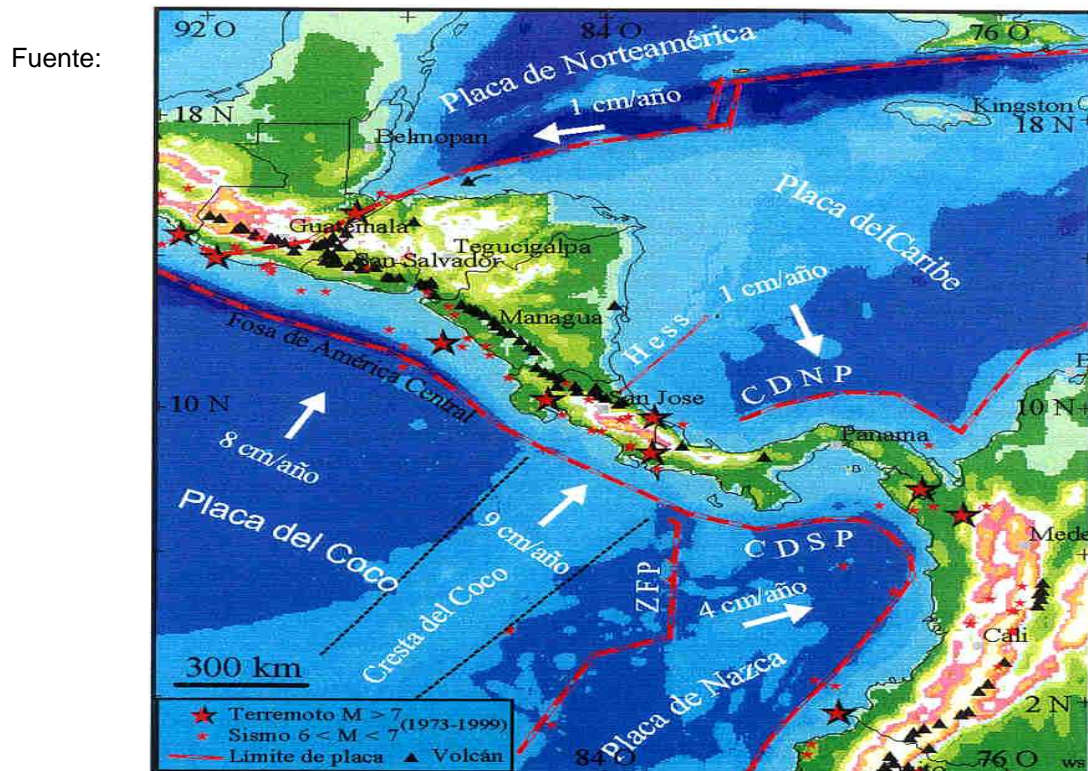 Fuente:
92 O
84 O
76 O
Placa de Norteamérica
1 cm/año
18 N
Kingston
18 N
Belmopan
Placa del Caribe
Guatemala
Tegucigalpa
San Salvador
1 cm/año
Managua
Hess
Fosa de América Central
CDNP
10 N
San Jose
10 N
Panama
8 cm/año
Placa del Coco
9 cm/año
Cresta del Coco
CDSP
Mede
ZFP
4 cm/año
Cali
Placa de Nazca
300 km
2 N
Terremoto M > 7 (1973-1999)
Sismo 6 < M < 7
Límite de placa Volcán
84 O
76 O
ws